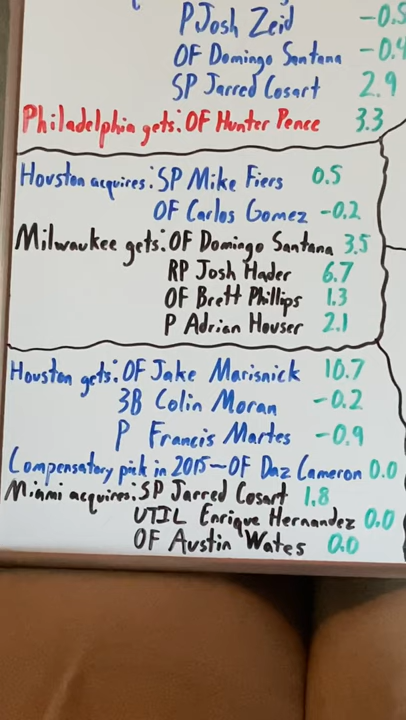 P Josh Zeid -0.5
OF Domingo Santana -0.4
SP Jarred Cosart 2.9
Philadelphia gets: OF Hunter Pence 3.3
Houston acquires: SP Mike Fiers 0.5
OF Carlos Gomez -0.2
Milwaukee gets: OF Domingo Santana 3.5
RP Josh Hader 6.7
OF Brett Phillips 1.3
P Adrian Houser 2.1
Houston gets: OF Jake Marisnick 10.7
3B Colin Moran -0.2
P Francis Martes -0.9
Compensatory pick in 2015-OF Daz Cameron 0.0
Miami acquires: SP Jarred Cosart 1.8
UTIL Enrique Hernandez 0.0
OF Austin Wates 0.0